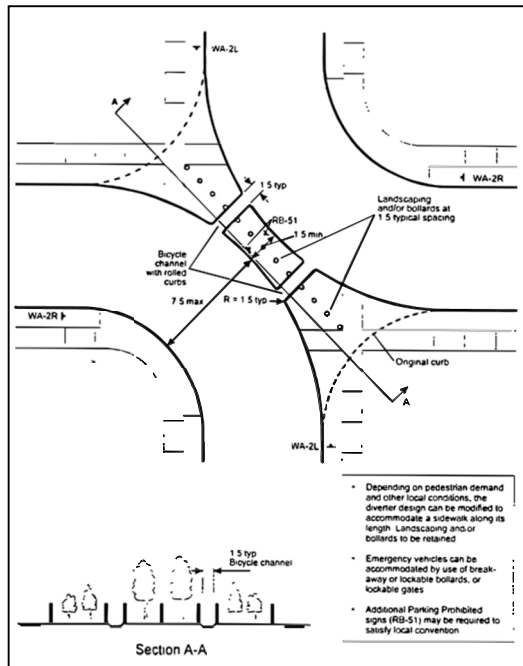 WA-2L
A
1 5 typ
WA-2R
RB-51
1 5 min
Landscaping
and/or bollards at
1 5 typical spacing
Bicycle
channel
with rolled
curbs
7 5 max
R = 1 5 typ
WA-2R
Original curb
A
WA-2L
• Depending on pedestrian demand
and other local conditions, the
diverter design can be modified to
accommodate a sidewalk along its
length Landscaping and/or
bollards to be retained
• Emergency vehicles can be
accommodated by use of break-
away or lockable bollards, or
lockable gates
• Additional Parking Prohibited
signs (RB-51) may be required to
satisfy local convention
1 5 typ
Bicycle channel
Section A-A